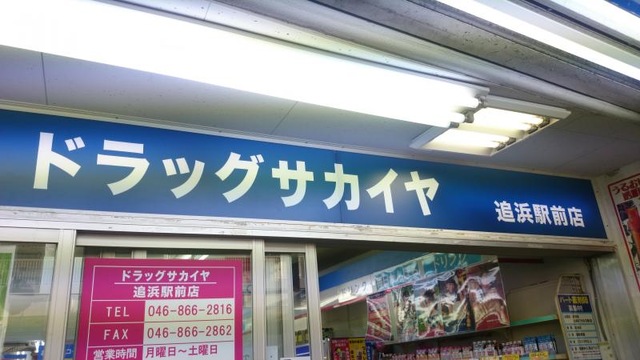 ドラッグサカイヤ 追浜駅前店
ドラッグサカイヤ
追浜駅前店
TEL 046-866-2816
FAX 046-866-2862
営業時間 月曜日～土曜日